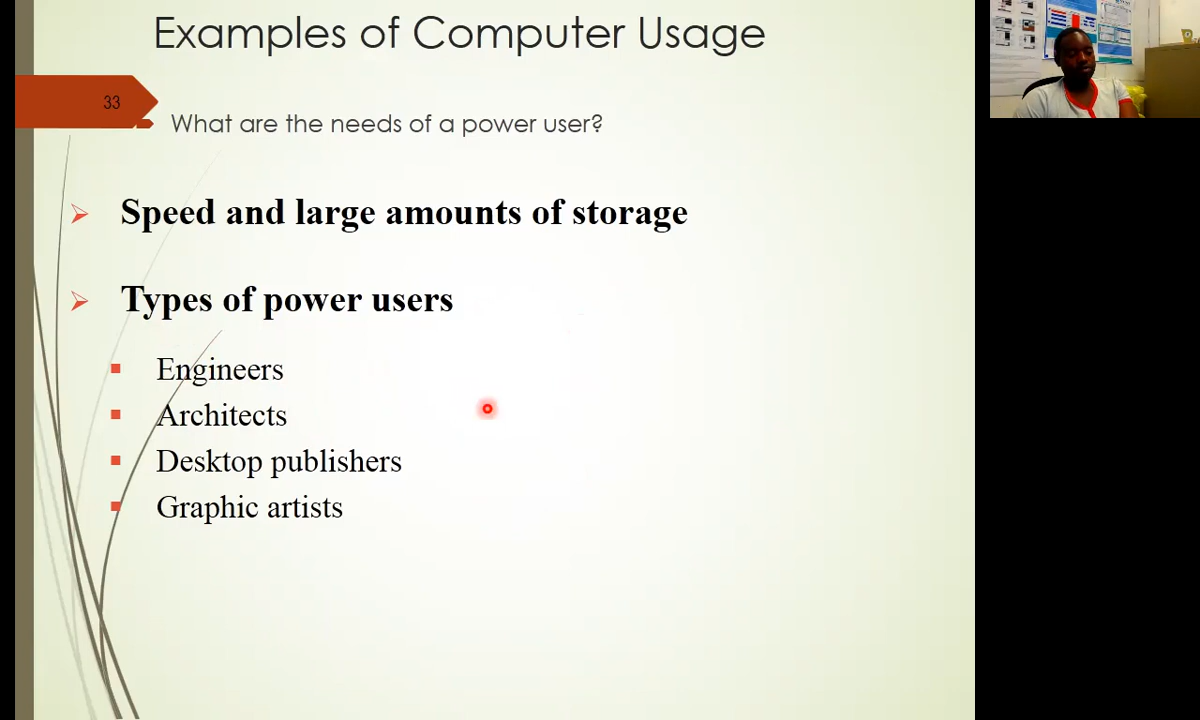 Examples of Computer Usage
33
What are the needs of a power user?
Speed and large amounts of storage
Types of power users
Engineers
Architects
Desktop publishers
Graphic artists